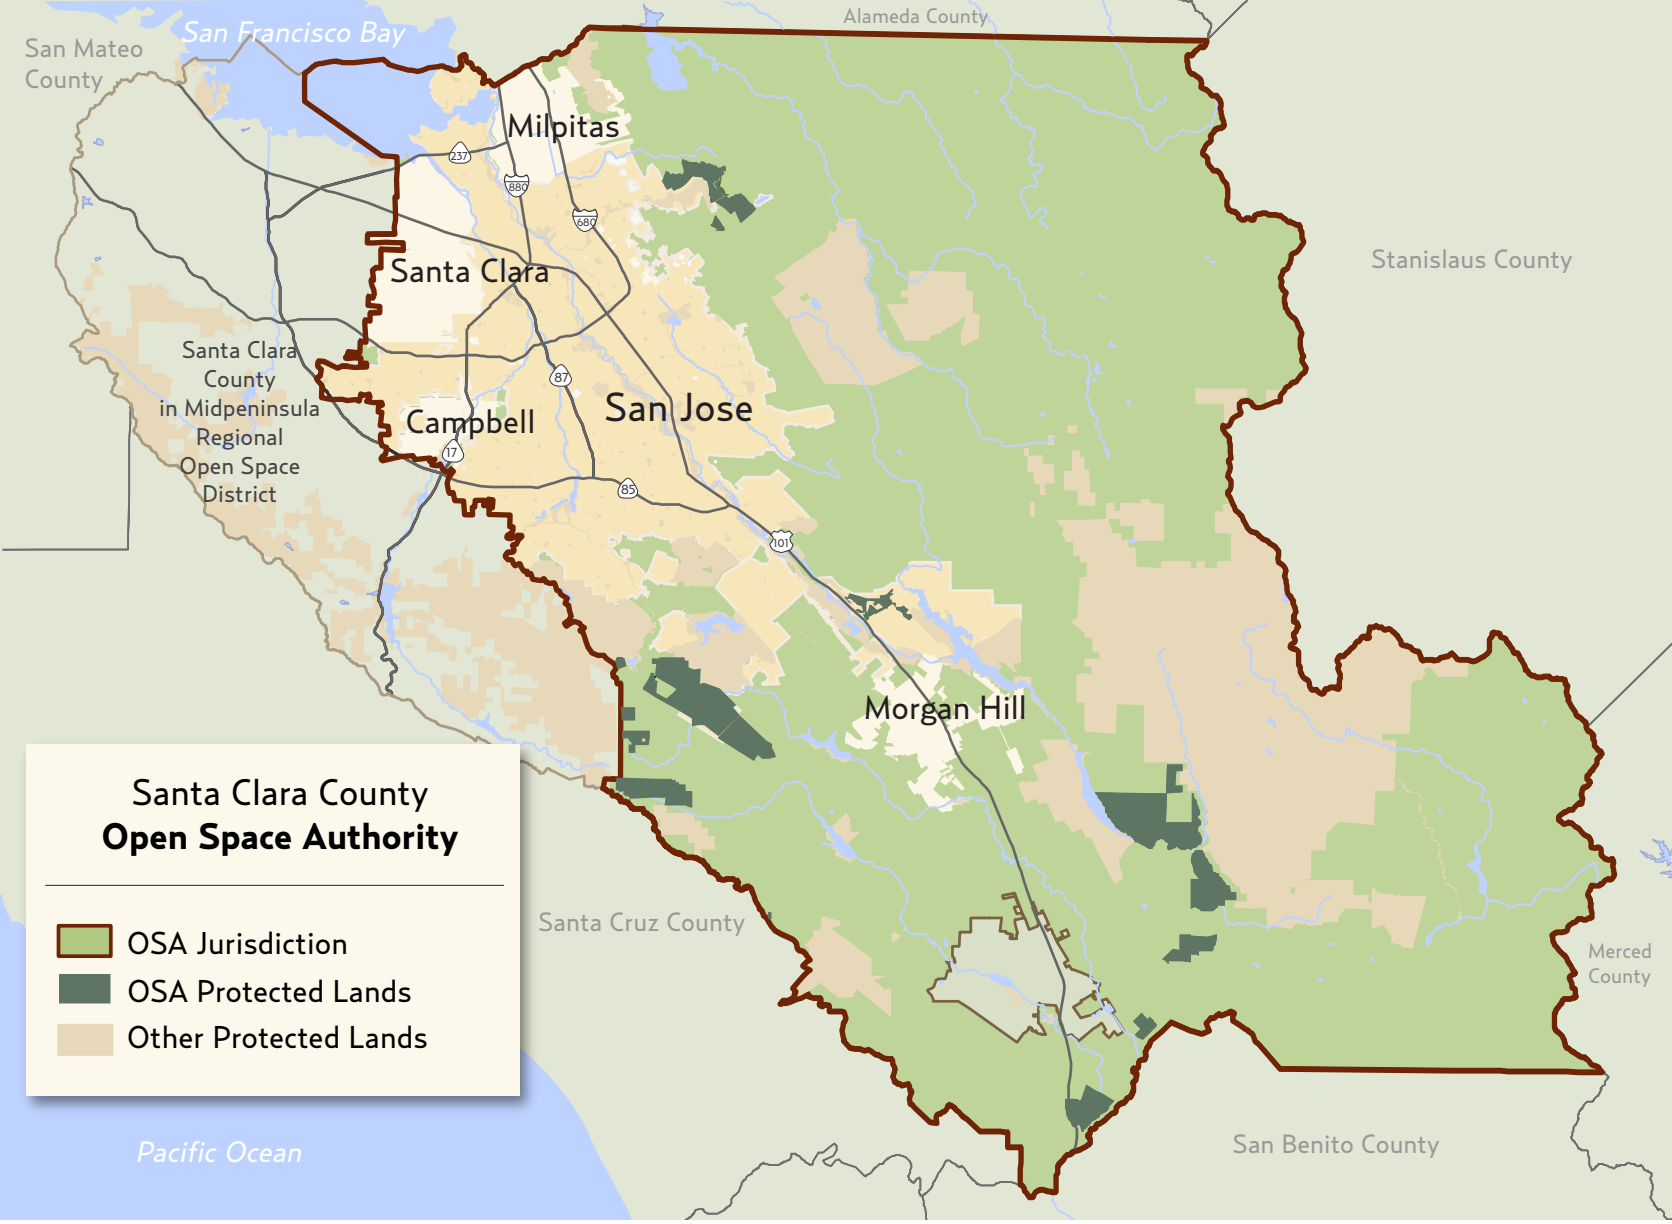 Alameda County
San Francisco Bay
San Mateo
County
Milpitas
237
880
680
Santa Clara
Stanislaus County
Santa Clara
County
in Midpeninsula
Regional
Open Space
District
87
San Jose
Campbell
17
85
101
Morgan Hill
Santa Clara County
Open Space Authority
OSA Jurisdiction
OSA Protected Lands
Other Protected Lands
Santa Cruz County
Merced
County
Pacific Ocean
San Benito County